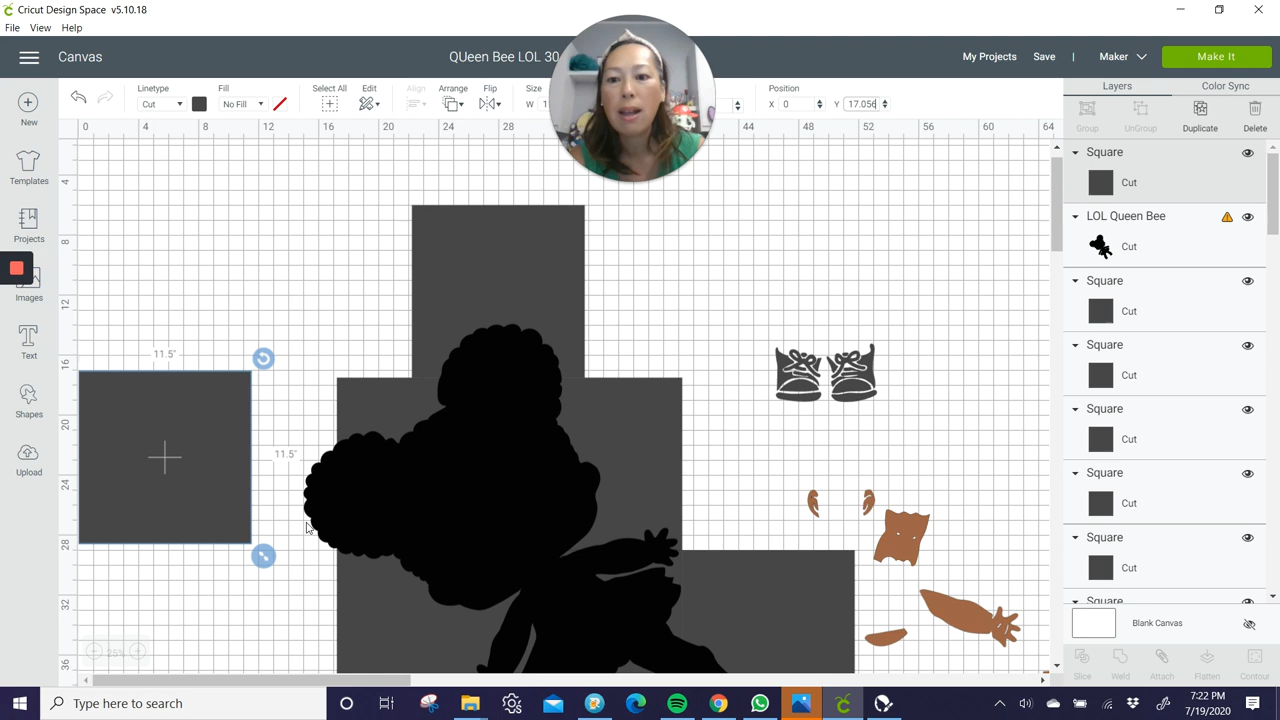 Cricut Design Space v5.10.18
File View Help
Canvas
QUeen Bee LOL 30
My Projects Save | Maker Make It
Linetype Fill Select All Edit Align Arrange Flip Size Position
Cut No Fill W X 0 Y 17.056
Layers Color Sync
Group UnGroup Duplicate Delete
0 4 8 12 16 20 24 28 44 48 52 56 60 64
4
8
12
16
20
24
28
32
36
New
Templates
Projects
Images
Text
Shapes
Upload
11.5"
11.5"
25%
Square
Cut
LOL Queen Bee
Cut
Square
Cut
Square
Cut
Square
Cut
Square
Cut
Square
Cut
Square
Blank Canvas
Slice Weld Attach Flatten Contour
Type here to search
7:22 PM
7/19/2020